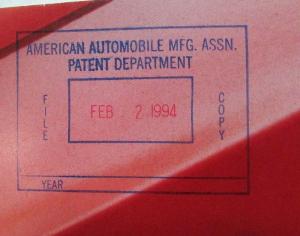 AMERICAN AUTOMOBILE MFG. ASSN.
PATENT DEPARTMENT
FILE
FEB 2 1994
COPY
YEAR